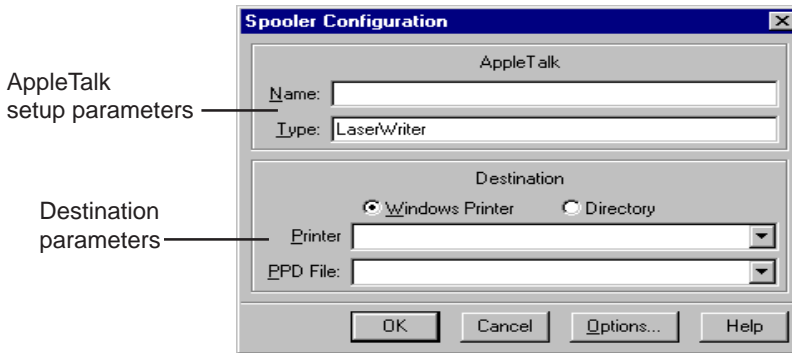 Spooler Configuration
AppleTalk
setup parameters
AppleTalk
Name:
Type: LaserWriter
Destination
parameters
Destination
Windows Printer Directory
Printer
PPD File:
OK Cancel Options... Help